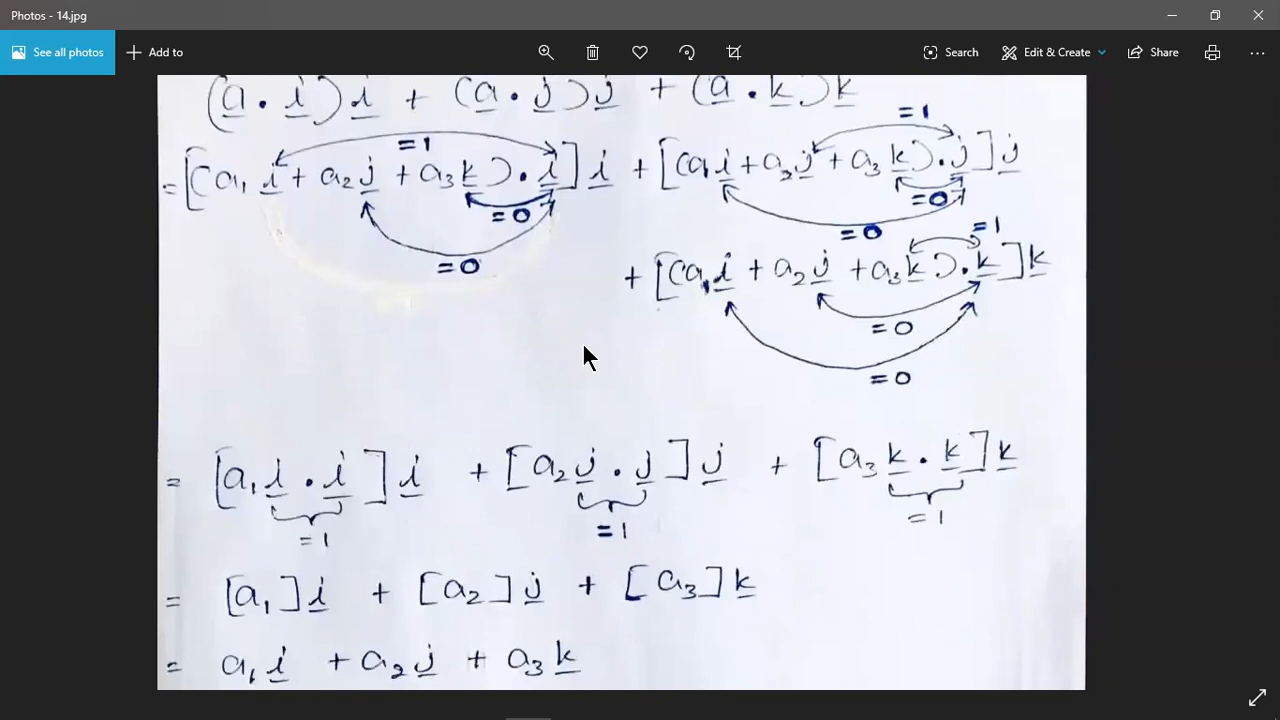 Photos - 14.jpg
See all photos
Add to
Search
Edit & Create
Share
(a . i) i + (a . j) j + (a . k) k
= [(a₁ i + a₂ j + a₃ k) . i] i + [(a₁ i + a₂ j + a₃ k) . j] j
= 1
= 0
= 0
= 1
= 0
= 0
+ [(a₁ i + a₂ j + a₃ k) . k] k
= 1
= 0
= 0
= [a₁ i . i] i + [a₂ j . j] j + [a₃ k . k] k
= 1
= 1
= 1
= [a₁] i + [a₂] j + [a₃] k
= a₁ i + a₂ j + a₃ k